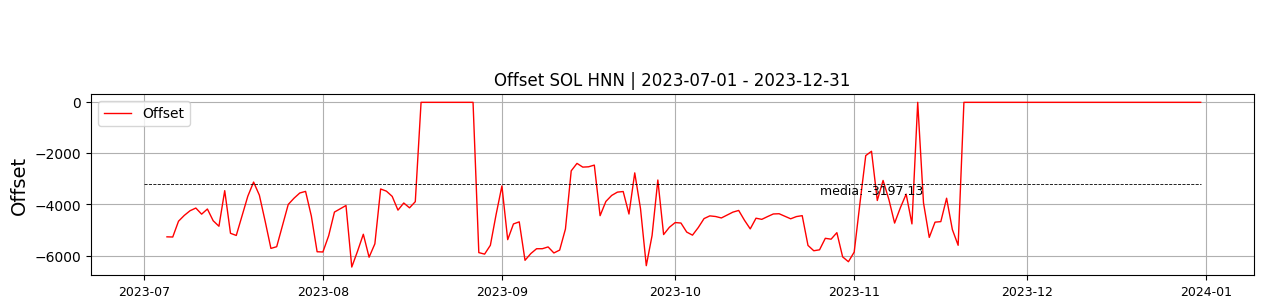 Offset SOL HNN | 2023-07-01 - 2023-12-31
Offset
Offset
0
−2000
−4000
−6000
media: -3197.13
2023-07
2023-08
2023-09
2023-10
2023-11
2023-12
2024-01